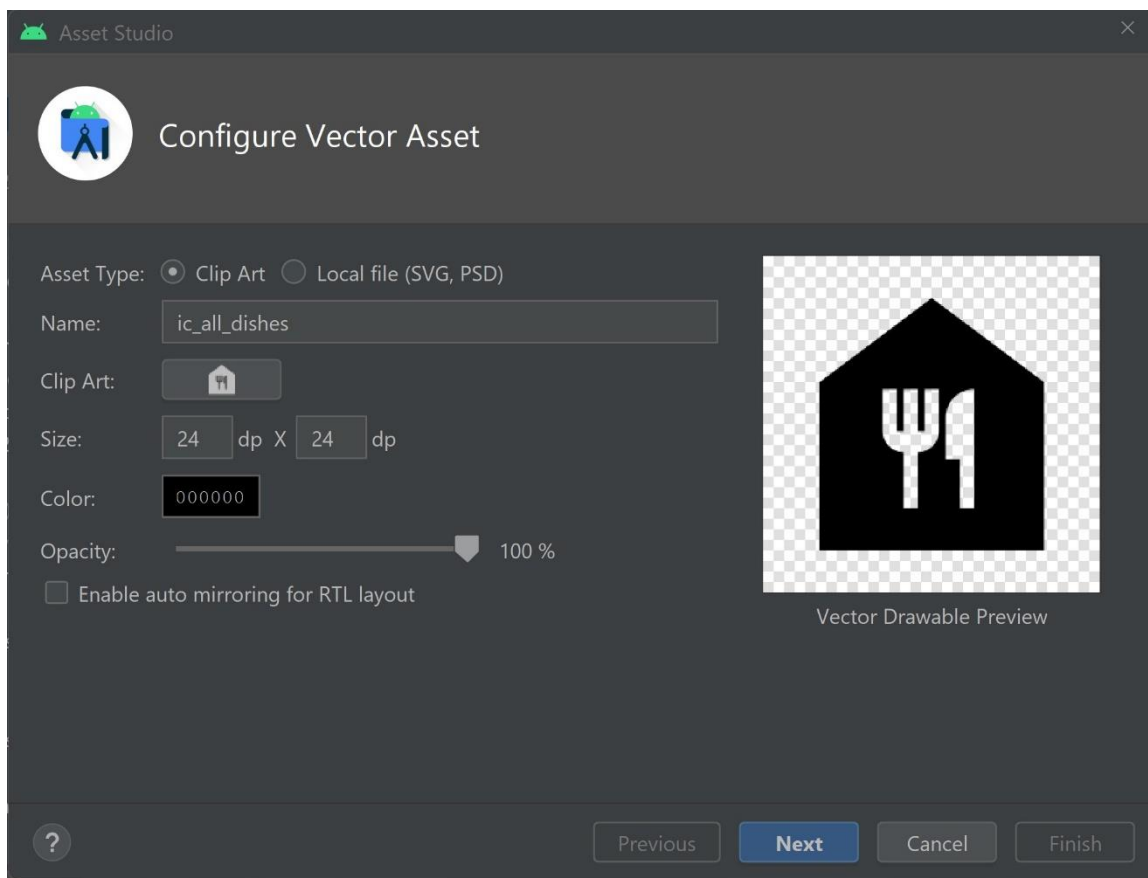 Asset Studio
Configure Vector Asset
Asset Type: Clip Art Local file (SVG, PSD)
Name: ic_all_dishes
Clip Art:
Size: 24 dp X 24 dp
Color: 000000
Opacity: 100 %
Enable auto mirroring for RTL layout
Vector Drawable Preview
? Previous Next Cancel Finish